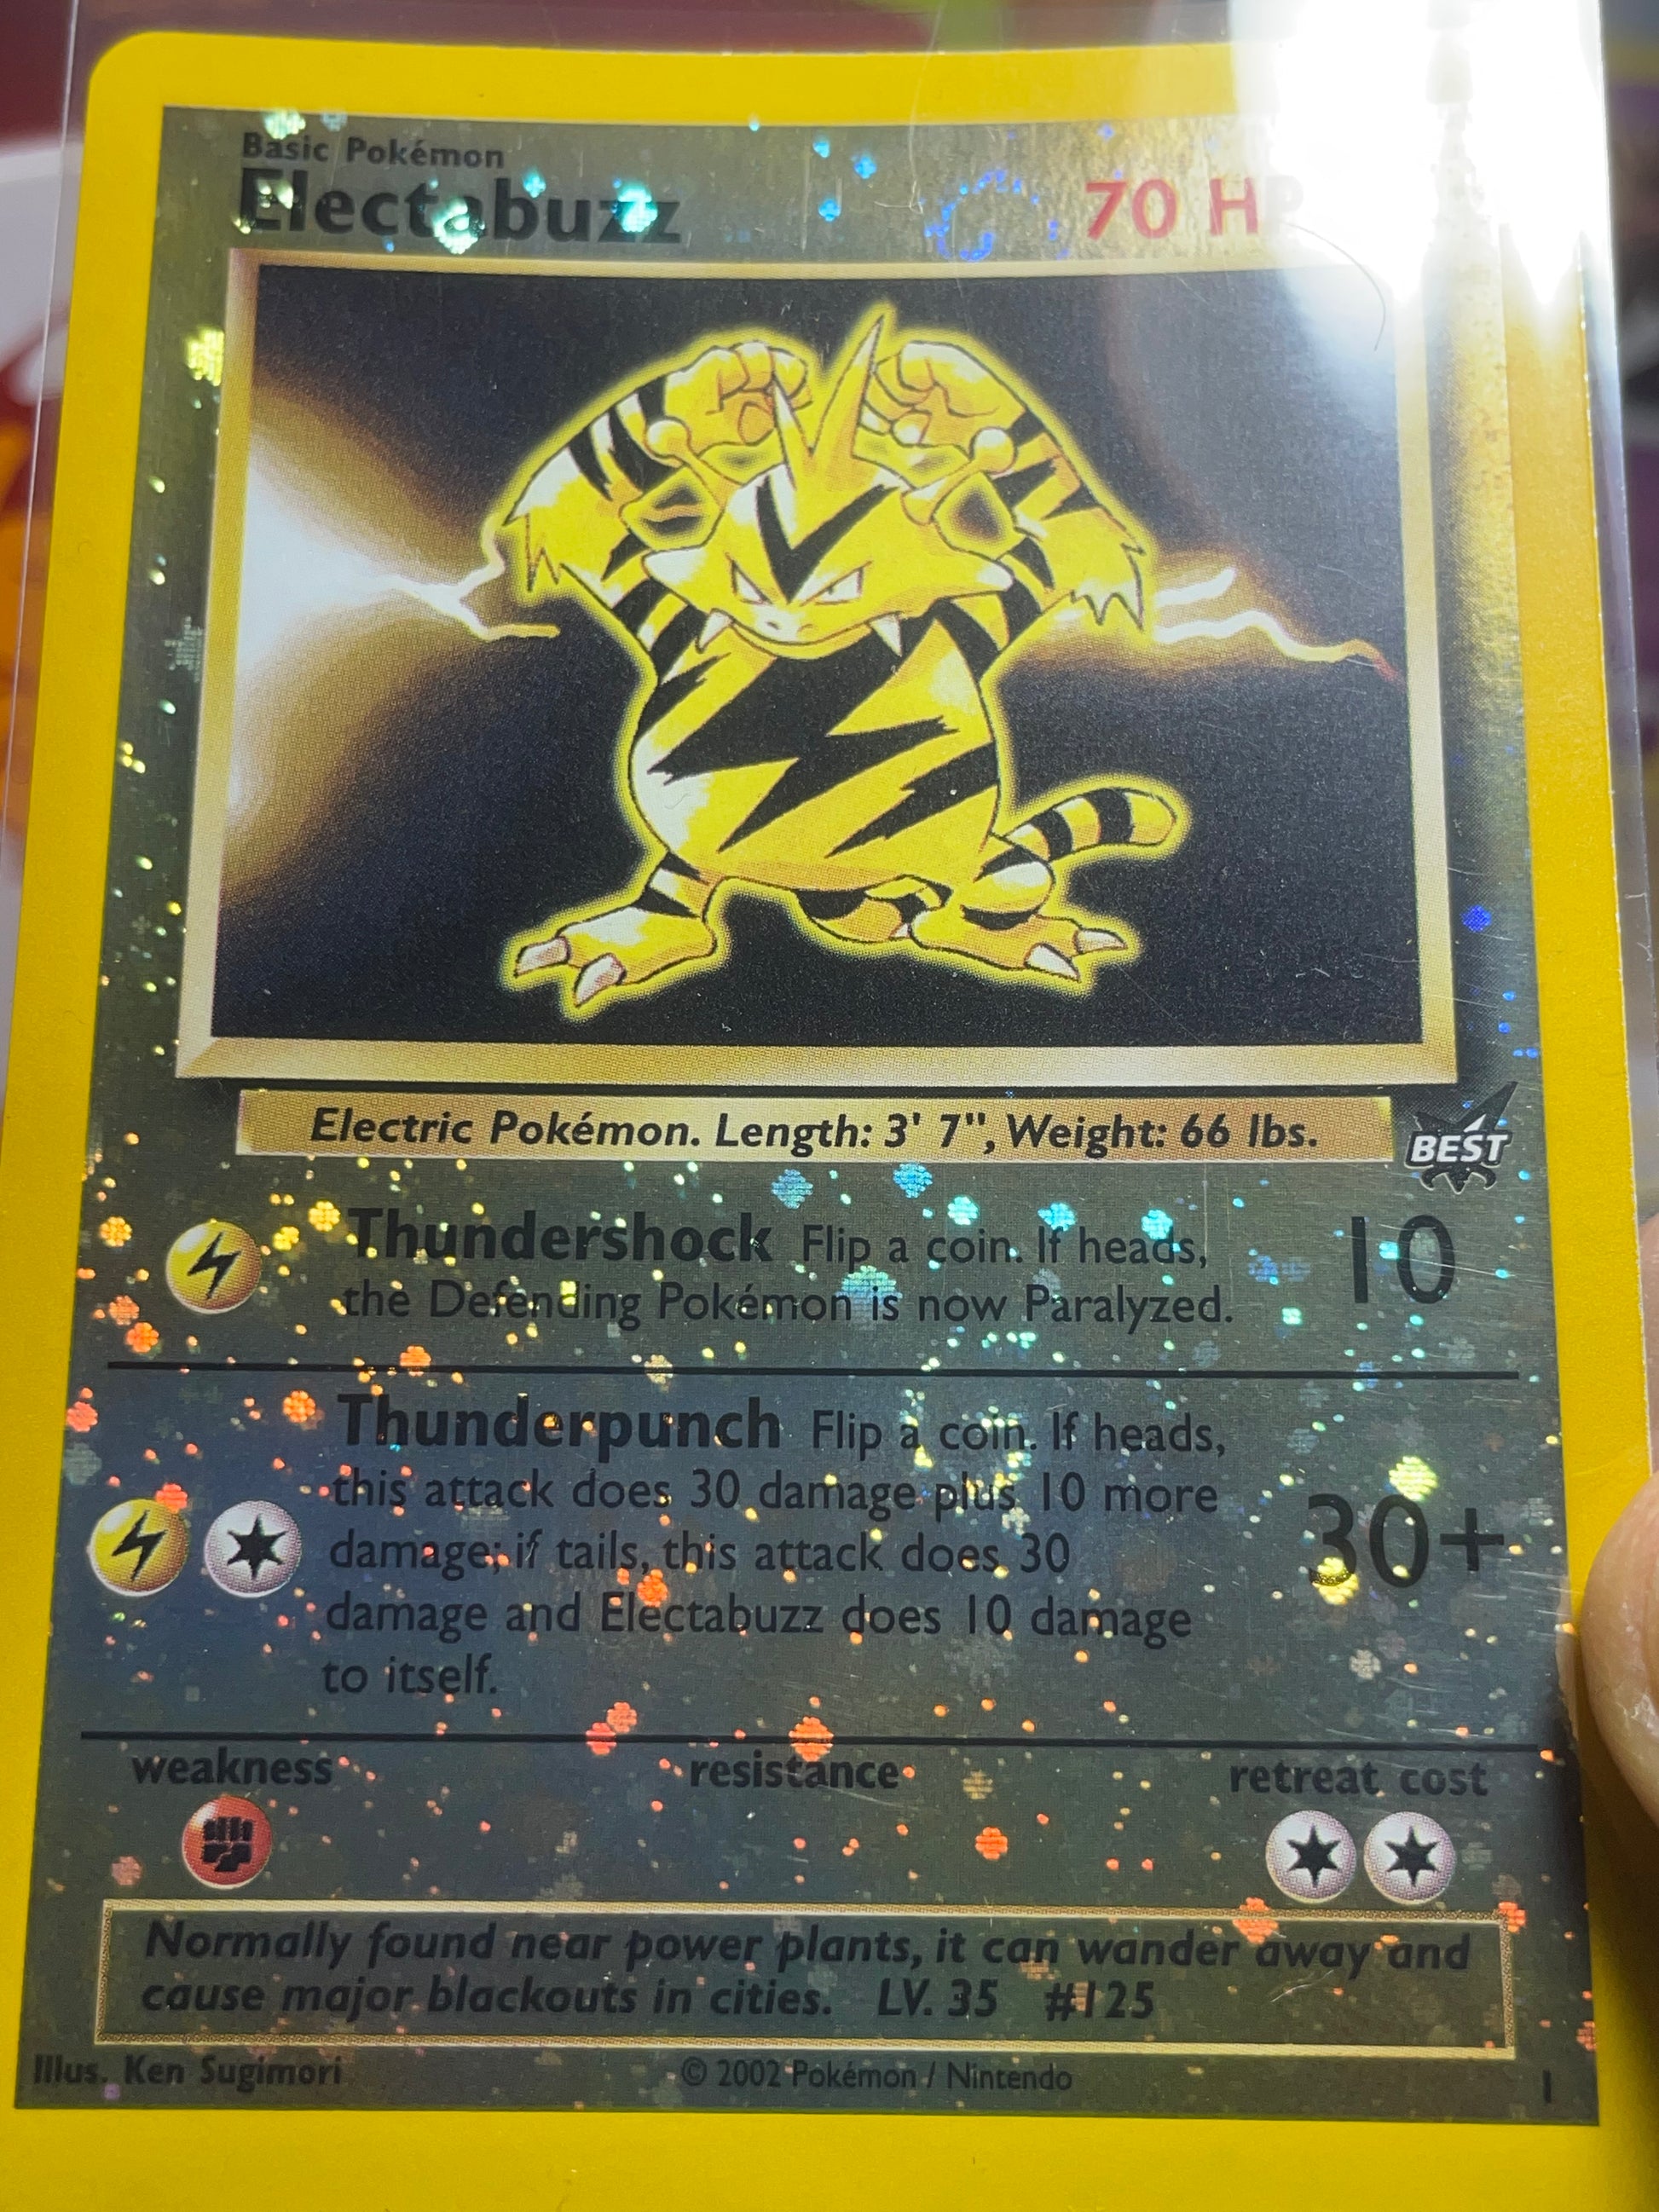 Basic Pokémon
Electabuzz
70 HP
Electric Pokémon. Length: 3' 7", Weight: 66 lbs.
BEST
Thundershock Flip a coin. If heads,
the Defending Pokémon is now Paralyzed.
10
Thunderpunch Flip a coin. If heads,
this attack does 30 damage plus 10 more
damage; if tails, this attack does 30
damage and Electabuzz does 10 damage
to itself.
30+
weakness resistance retreat cost
Normally found near power plants, it can wander away and
cause major blackouts in cities. LV. 35 #125
Illus. Ken Sugimori © 2002 Pokémon / Nintendo 1